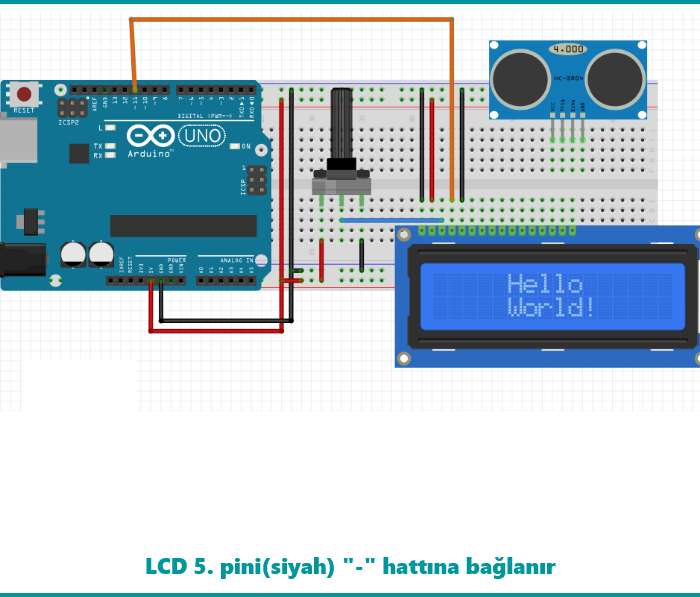 4.000
HC-SR04
VCC
TRIG
ECHO
GND
RESET
ICSP2
AREF
GND
13
12
~11
~10
~9
8
7
~6
~5
4
~3
2
TX0
RX0
DIGITAL (PWM~)
L
TX
RX
UNO
Arduino
ON
ICSP
1
POWER
ANALOG IN
IOREF
RESET
3V3
5V
GND
GND
VIN
A0
A1
A2
A3
A4
A5
Hello
World!
LCD 5. pini(siyah) "-" hattına bağlanır